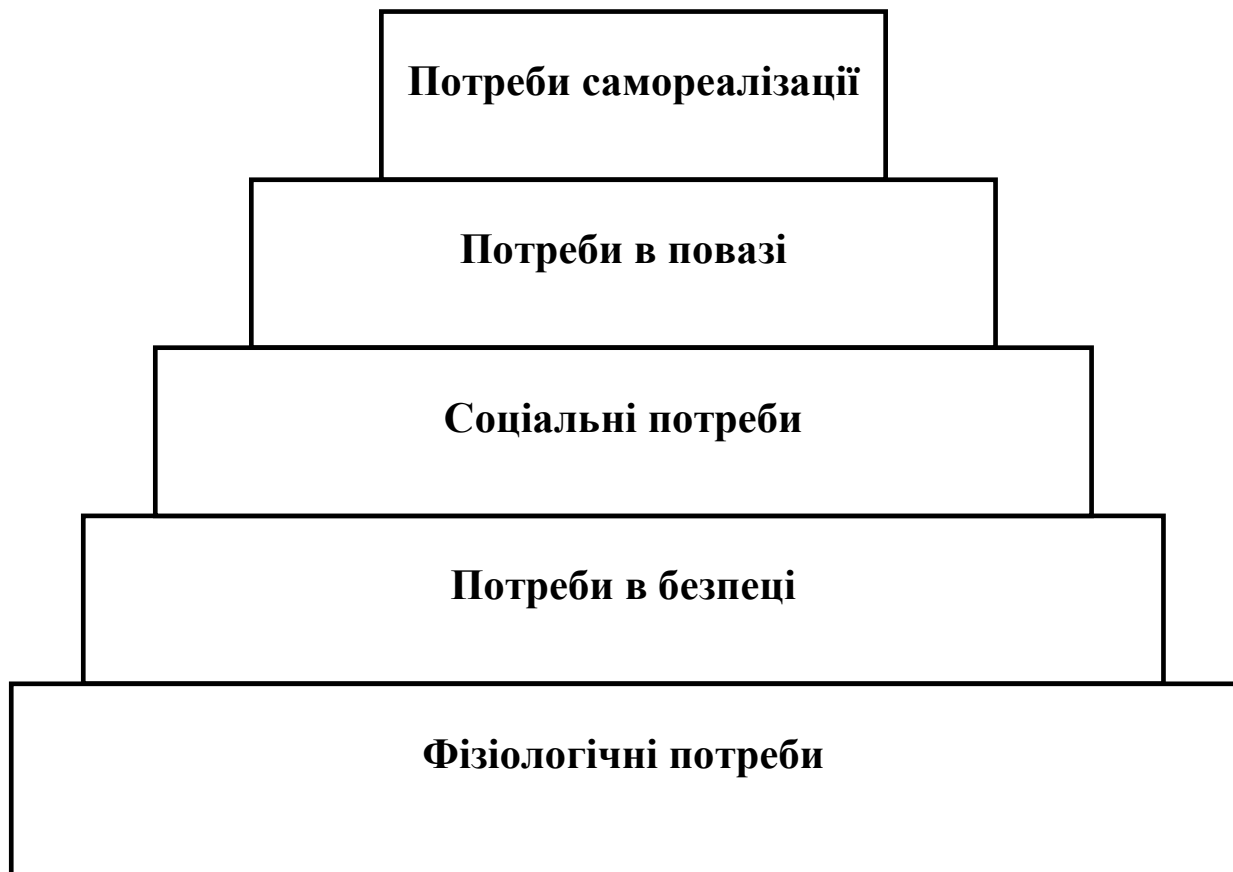 Потреби самореалізації
Потреби в повазі
Соціальні потреби
Потреби в безпеці
Фізіологічні потреби